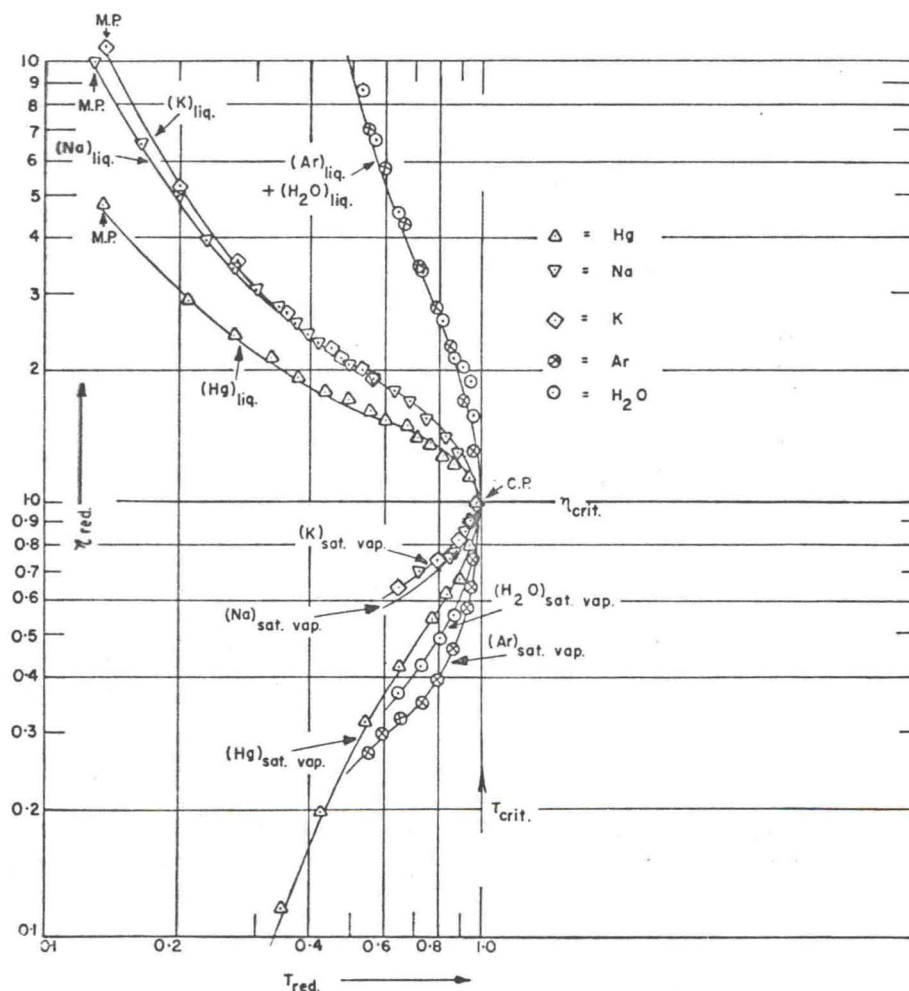 M.P.
M.P.
M.P.
(K)liq.
(Na)liq.
(Hg)liq.
(Ar)liq.
+(H2O)liq.
△ = Hg
▽ = Na
◇ = K
⊗ = Ar
⊙ = H2O
C.P.
ηcrit.
ηred.
(K)sat. vap.
(Na)sat. vap.
(H2O)sat. vap.
(Ar)sat. vap.
(Hg)sat. vap.
Tcrit.
10
9
8
7
6
5
4
3
2
1·0
0·9
0·8
0·7
0·6
0·5
0·4
0·3
0·2
0·1
0·1
0·2
0·4
0·6
0·8
1·0
Tred.